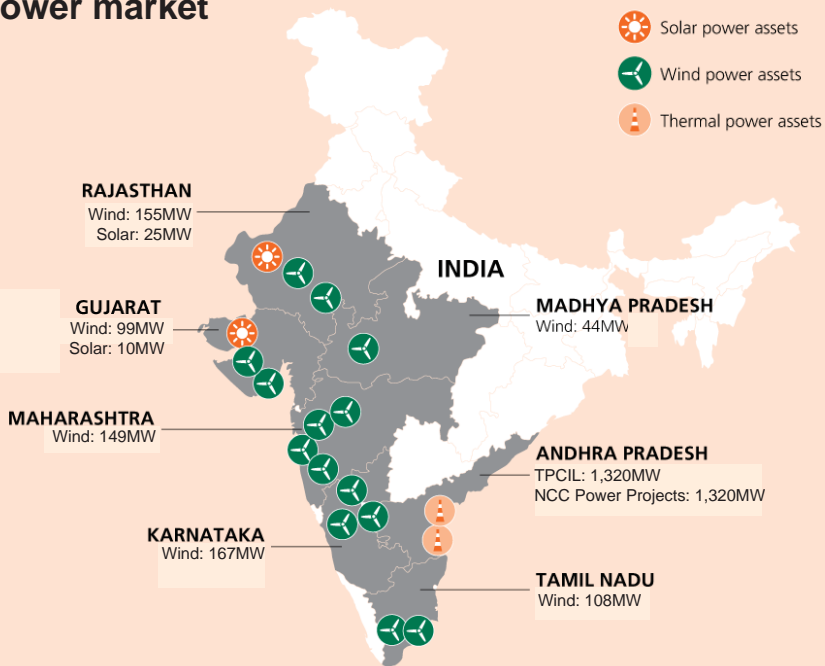 ower market
Solar power assets
Wind power assets
Thermal power assets
RAJASTHAN
Wind: 155MW
Solar: 25MW
INDIA
GUJARAT
Wind: 99MW
Solar: 10MW
MADHYA PRADESH
Wind: 44MW
MAHARASHTRA
Wind: 149MW
ANDHRA PRADESH
TPCIL: 1,320MW
NCC Power Projects: 1,320MW
KARNATAKA
Wind: 167MW
TAMIL NADU
Wind: 108MW